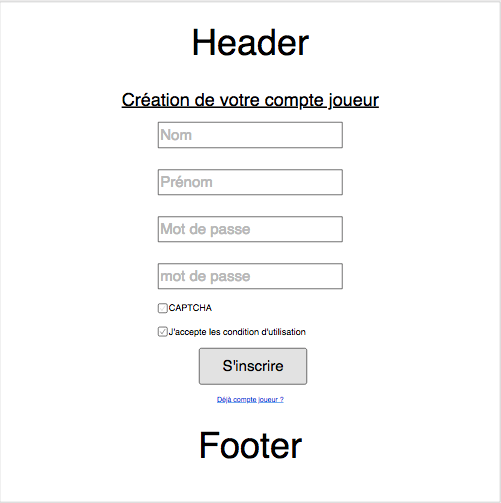 Header
Création de votre compte joueur
Nom
Prénom
Mot de passe
mot de passe
CAPTCHA
J'accepte les condition d'utilisation
S'inscrire
Déjà compte joueur ?
Footer